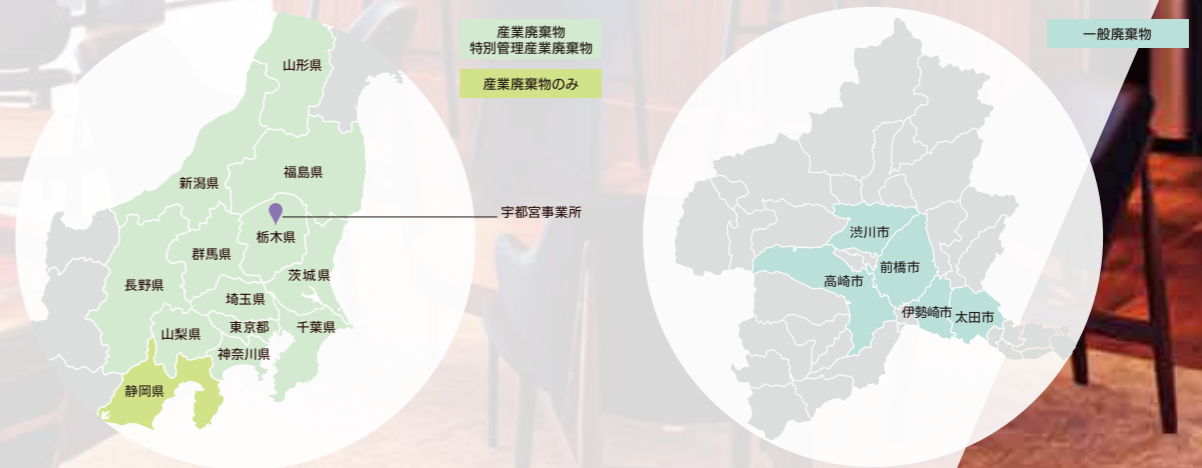 産業廃棄物
特別管理産業廃棄物
産業廃棄物のみ
山形県
福島県
新潟県
宇都宮事業所
栃木県
群馬県
茨城県
長野県
埼玉県
東京都
千葉県
山梨県
神奈川県
静岡県
一般廃棄物
渋川市
前橋市
高崎市
伊勢崎市
太田市